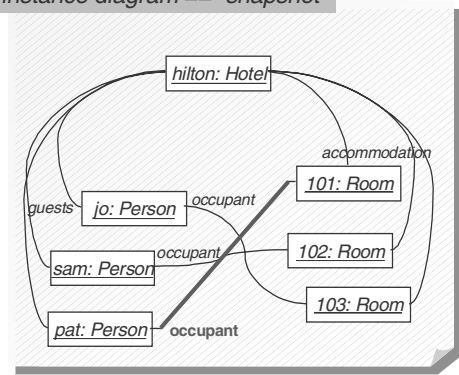 instance diagram == "snapshot"
hilton: Hotel
accommodation
101: Room
guests
jo: Person
occupant
occupant
102: Room
sam: Person
103: Room
pat: Person
occupant